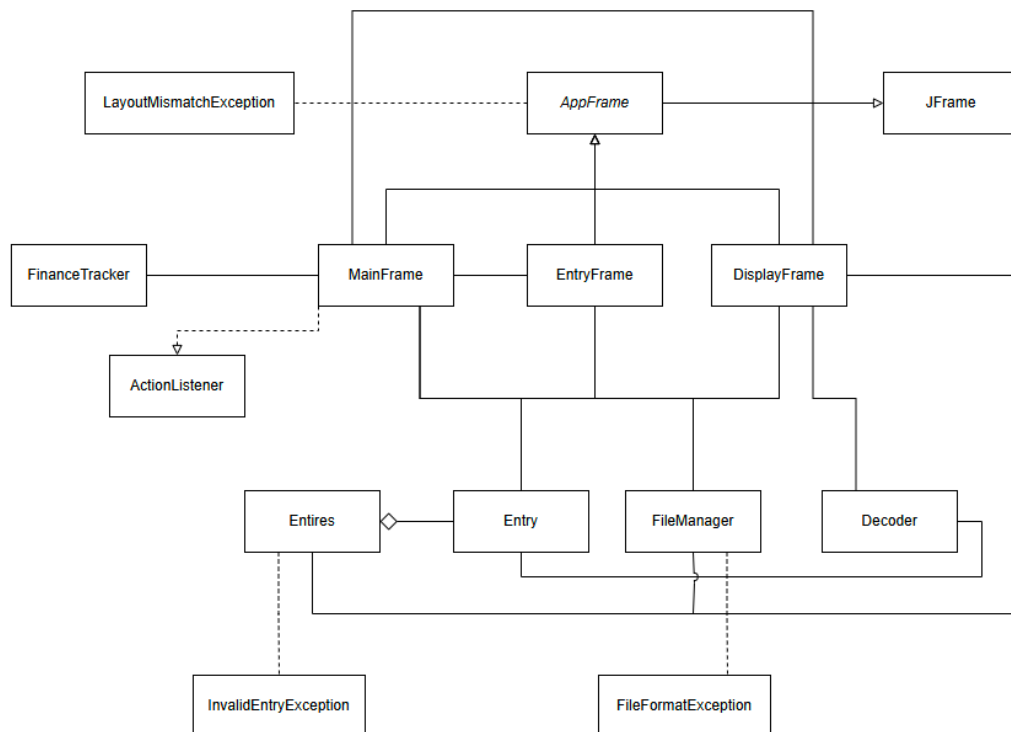 LayoutMismatchException
AppFrame
JFrame
FinanceTracker
MainFrame
EntryFrame
DisplayFrame
ActionListener
Entires
Entry
FileManager
Decoder
InvalidEntryException
FileFormatException